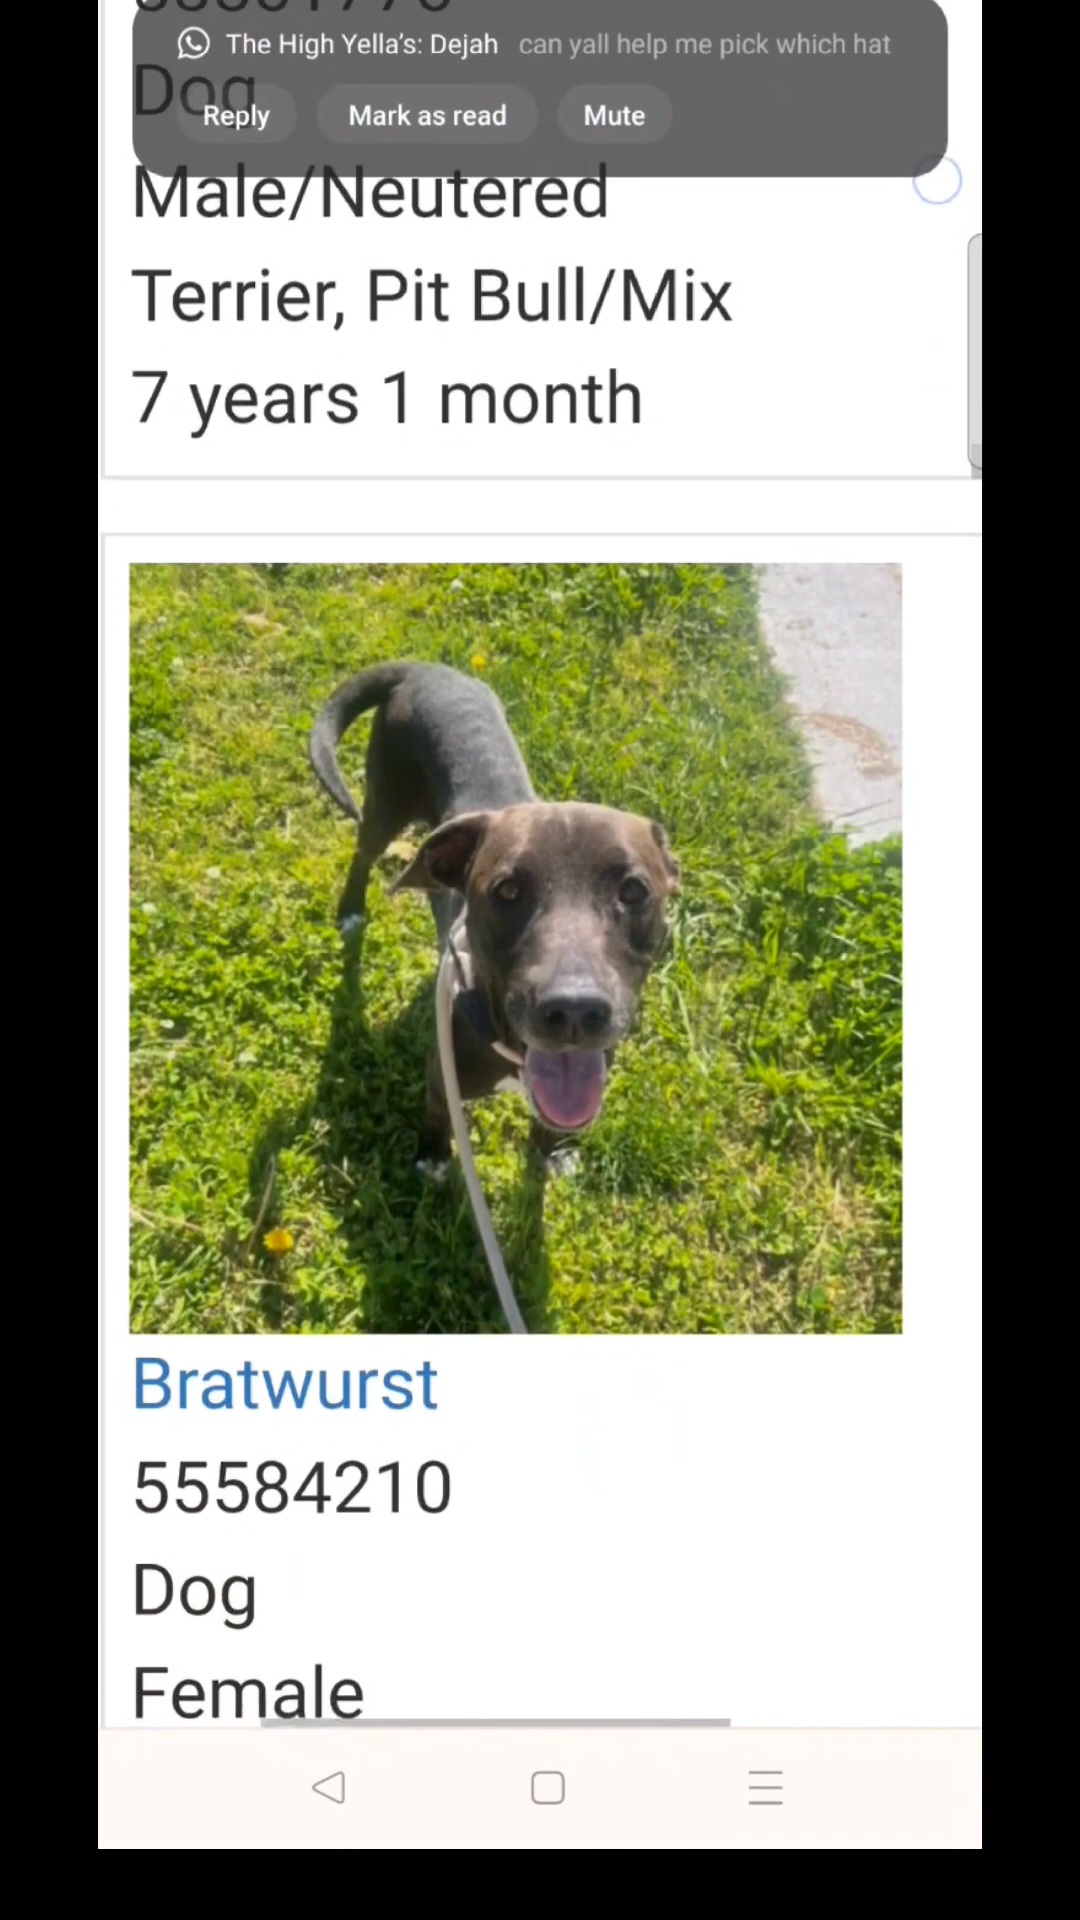 The High Yella’s: Dejah can yall help me pick which hat
Dog
Reply Mark as read Mute
Male/Neutered
Terrier, Pit Bull/Mix
7 years 1 month
Bratwurst
55584210
Dog
Female